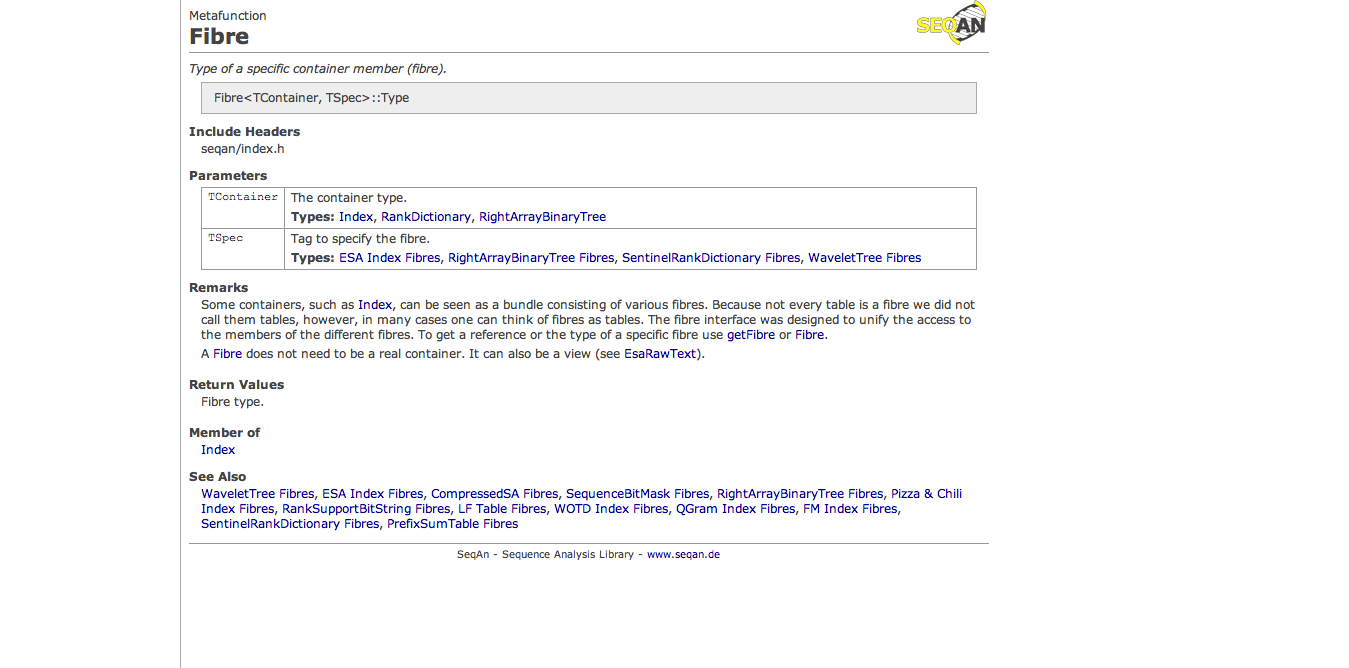 Metafunction
SEQAN
Fibre
Type of a specific container member (fibre).
Fibre<TContainer, TSpec>::Type
Include Headers
seqan/index.h
Parameters
TContainer The container type.
Types: Index, RankDictionary, RightArrayBinaryTree
TSpec Tag to specify the fibre.
Types: ESA Index Fibres, RightArrayBinaryTree Fibres, SentinelRankDictionary Fibres, WaveletTree Fibres
Remarks
Some containers, such as Index, can be seen as a bundle consisting of various fibres. Because not every table is a fibre we did not
call them tables, however, in many cases one can think of fibres as tables. The fibre interface was designed to unify the access to
the members of the different fibres. To get a reference or the type of a specific fibre use getFibre or Fibre.
A Fibre does not need to be a real container. It can also be a view (see EsaRawText).
Return Values
Fibre type.
Member of
Index
See Also
WaveletTree Fibres, ESA Index Fibres, CompressedSA Fibres, SequenceBitMask Fibres, RightArrayBinaryTree Fibres, Pizza & Chili
Index Fibres, RankSupportBitString Fibres, LF Table Fibres, WOTD Index Fibres, QGram Index Fibres, FM Index Fibres,
SentinelRankDictionary Fibres, PrefixSumTable Fibres
SeqAn - Sequence Analysis Library - www.seqan.de